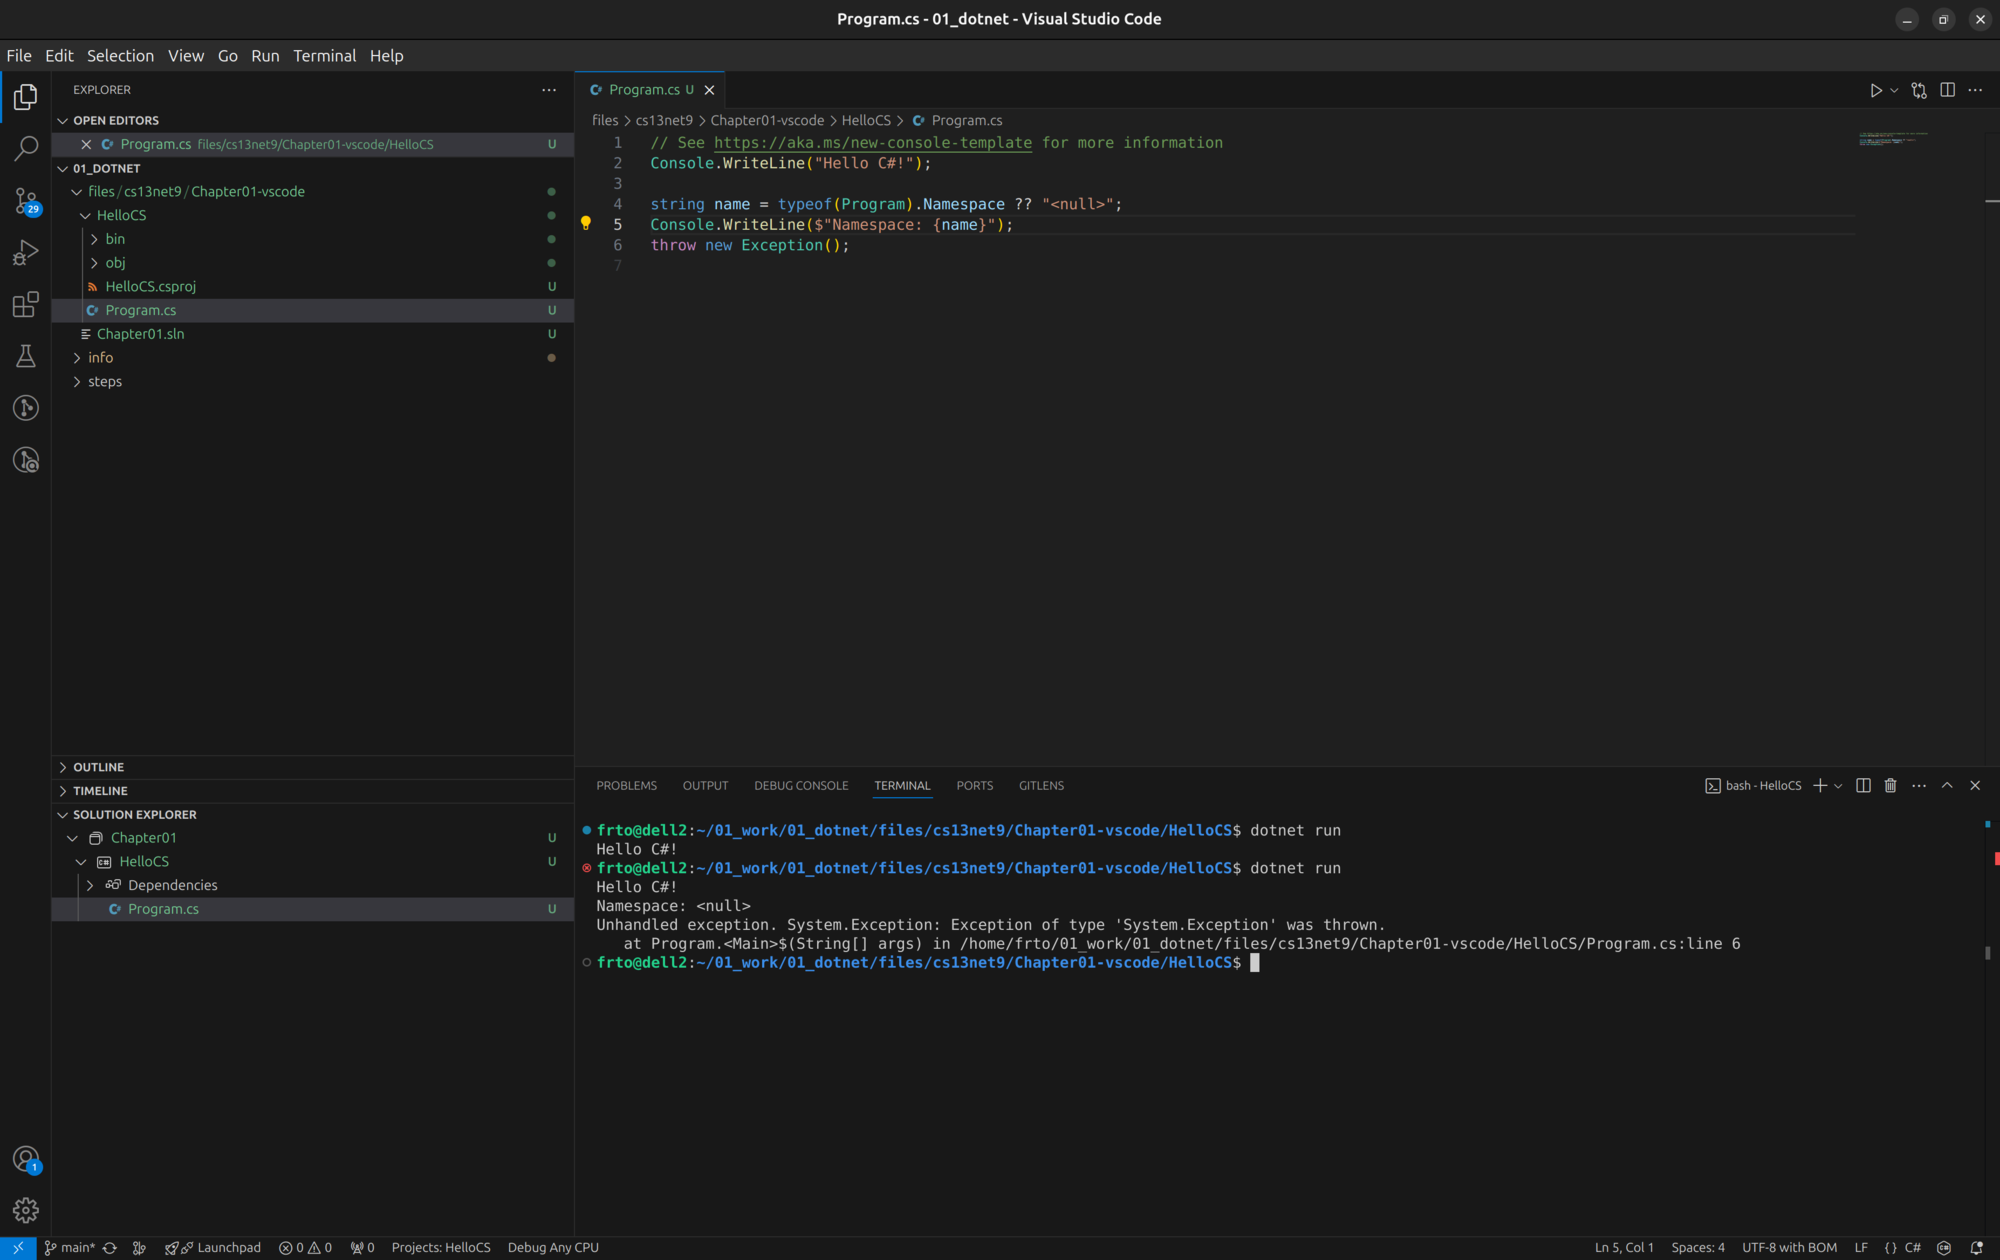 Program.cs - 01_dotnet - Visual Studio Code
File Edit Selection View Go Run Terminal Help
EXPLORER
OPEN EDITORS
Program.cs files/cs13net9/Chapter01-vscode/HelloCS U
01_DOTNET
files/cs13net9/Chapter01-vscode
HelloCS
bin
obj
HelloCS.csproj U
Program.cs U
Chapter01.sln U
info
steps
OUTLINE
TIMELINE
SOLUTION EXPLORER
Chapter01 U
HelloCS U
Dependencies
Program.cs U
29
1
Program.cs U
files > cs13net9 > Chapter01-vscode > HelloCS > Program.cs
1 // See https://aka.ms/new-console-template for more information
2 Console.WriteLine("Hello C#!");
3
4 string name = typeof(Program).Namespace ?? "<null>";
5 Console.WriteLine($"Namespace: {name}");
6 throw new Exception();
7
PROBLEMS OUTPUT DEBUG CONSOLE TERMINAL PORTS GITLENS
bash - HelloCS
frto@dell2:~/01_work/01_dotnet/files/cs13net9/Chapter01-vscode/HelloCS$ dotnet run
Hello C#!
frto@dell2:~/01_work/01_dotnet/files/cs13net9/Chapter01-vscode/HelloCS$ dotnet run
Hello C#!
Namespace: <null>
Unhandled exception. System.Exception: Exception of type 'System.Exception' was thrown.
   at Program.<Main>$(String[] args) in /home/frto/01_work/01_dotnet/files/cs13net9/Chapter01-vscode/HelloCS/Program.cs:line 6
frto@dell2:~/01_work/01_dotnet/files/cs13net9/Chapter01-vscode/HelloCS$
main* Launchpad 0 0 0 Projects: HelloCS Debug Any CPU
Ln 5, Col 1 Spaces: 4 UTF-8 with BOM LF {} C#